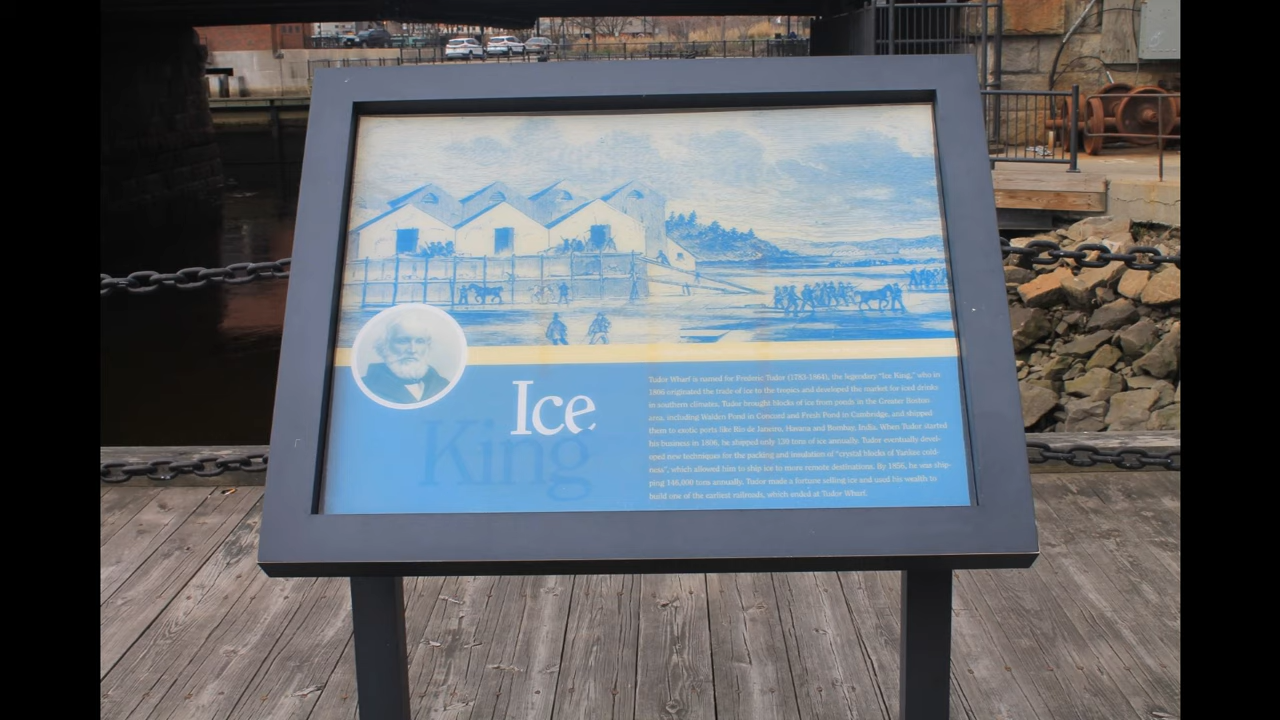 Ice
King
Tudor Wharf is named for Frederic Tudor (1783-1864), the legendary "Ice King," who in
1806 originated the trade of ice to the tropics and developed the market for iced drinks
in southern climates. Tudor brought blocks of ice from ponds in the Greater Boston
area, including Walden Pond in Concord and Fresh Pond in Cambridge, and shipped
them to exotic ports like Rio de Janeiro, Havana and Bombay, India. When Tudor started
his business in 1806, he shipped only 130 tons of ice annually. Tudor eventually devel-
oped new techniques for the packing and insulation of "crystal blocks of Yankee cold-
ness", which allowed him to ship ice to more remote destinations. By 1856, he was ship-
ping 146,000 tons annually. Tudor made a fortune selling ice and used his wealth to
build one of the earliest railroads, which ended at Tudor Wharf.